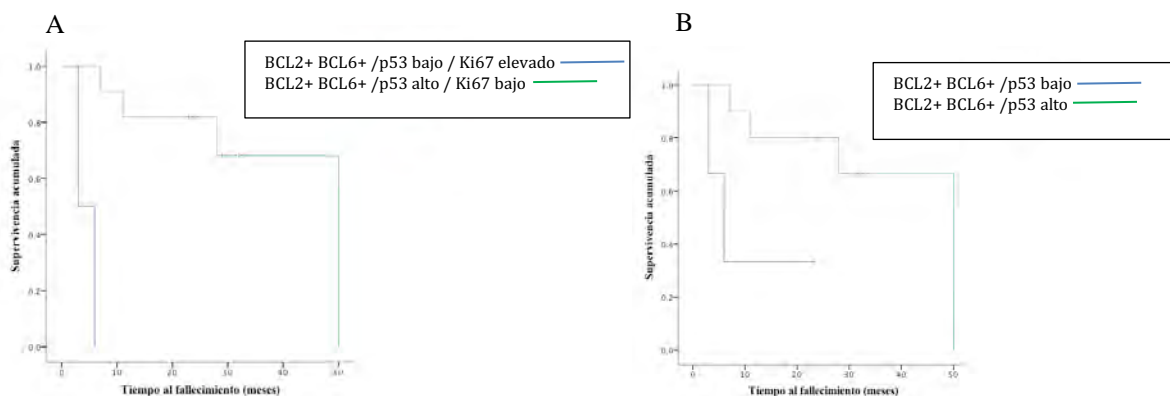 A
BCL2+ BCL6+ /p53 bajo / Ki67 elevado
BCL2+ BCL6+ /p53 alto / Ki67 bajo
1.0
0.8
0.6
0.4
0.2
0.0
Supervivencia acumulada
0 10 20 30 40 50
Tiempo al fallecimiento (meses)
B
BCL2+ BCL6+ /p53 bajo
BCL2+ BCL6+ /p53 alto
1.0
0.8
0.6
0.4
0.2
0.0
Supervivencia acumulada
0 10 20 30 40 50
Tiempo al fallecimiento (meses)